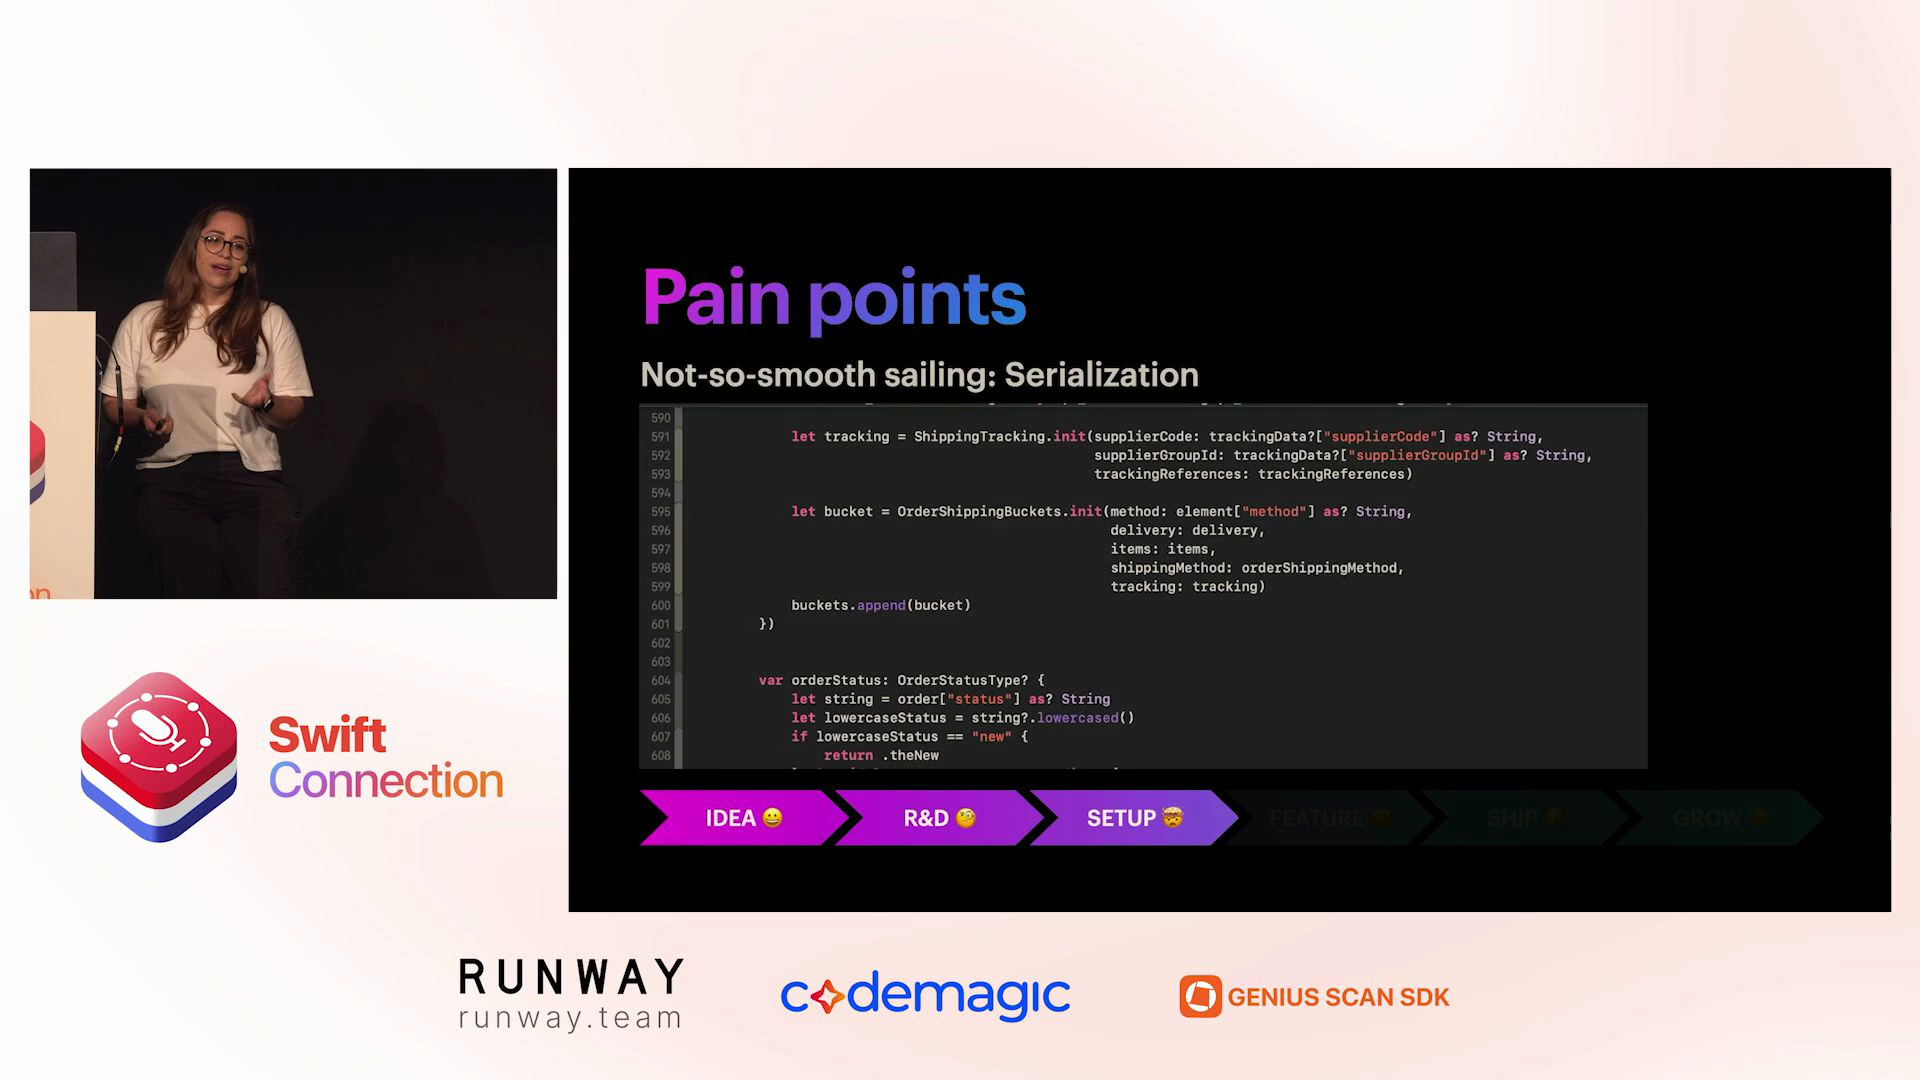 Pain points
Not-so-smooth sailing: Serialization
590
591 let tracking = ShippingTracking.init(supplierCode: trackingData?["supplierCode"] as? String,
592 supplierGroupId: trackingData?["supplierGroupId"] as? String,
593 trackingReferences: trackingReferences)
594
595 let bucket = OrderShippingBuckets.init(method: element["method"] as? String,
596 delivery: delivery,
597 items: items,
598 shippingMethod: orderShippingMethod,
599 tracking: tracking)
600 buckets.append(bucket)
601 })
602
603
604 var orderStatus: OrderStatusType? {
605 let string = order["status"] as? String
606 let lowercaseStatus = string?.lowercased()
607 if lowercaseStatus == "new" {
608 return .theNew
IDEA 😀 R&D 🧐 SETUP 🤯 FEATURE SHIP GROW
on
Swift
Connection
RUNWAY
runway.team
codemagic
GENIUS SCAN SDK